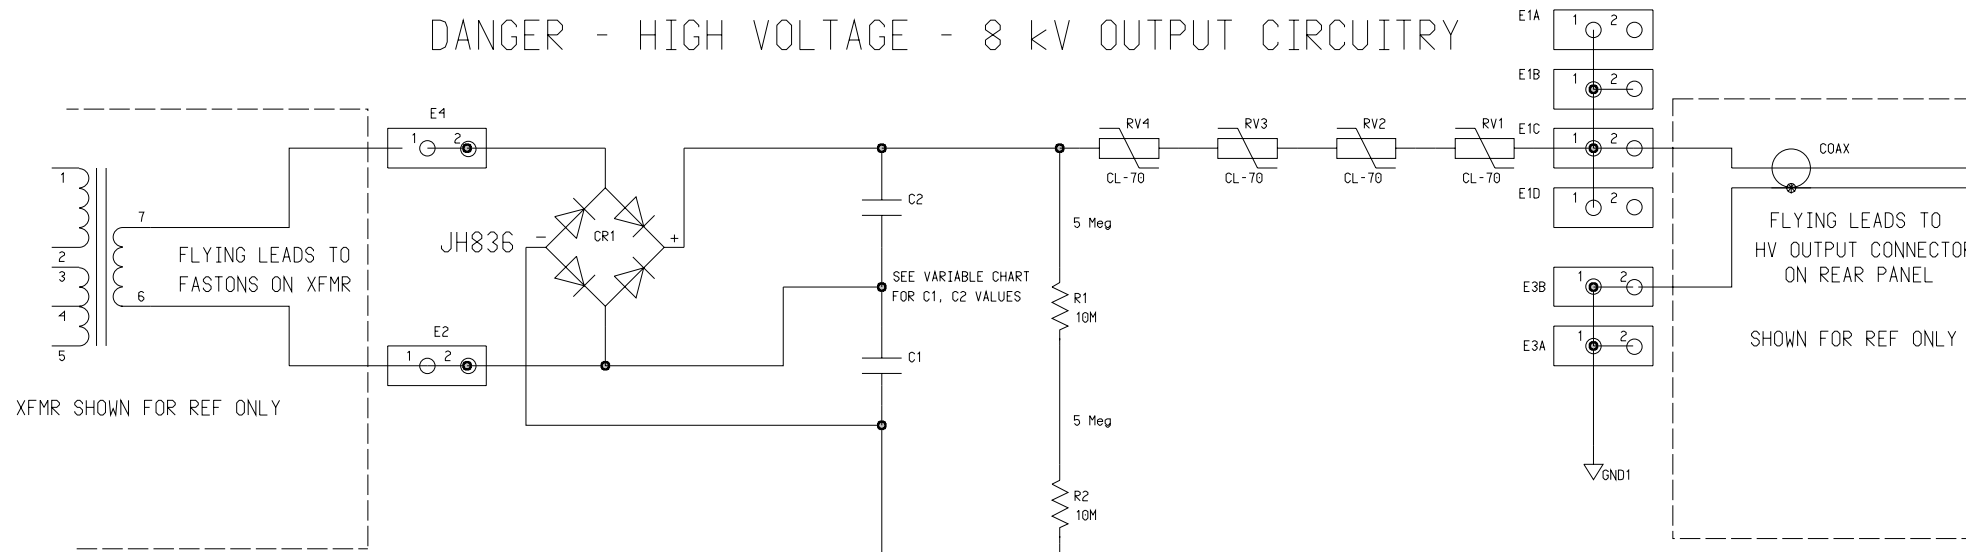 DANGER - HIGH VOLTAGE - 8 kV OUTPUT CIRCUITRY
E1A
1 2
E1B
1 2
E4
1 2
RV4
CL-70
RV3
CL-70
RV2
CL-70
RV1
CL-70
E1C
1 2
COAX
E1D
1 2
1
2
3
4
5
7
6
FLYING LEADS TO
FASTONS ON XFMR
JH836
-
+
CR1
C2
5 Meg
SEE VARIABLE CHART
FOR C1, C2 VALUES
R1
10M
FLYING LEADS TO
HV OUTPUT CONNECTOR
ON REAR PANEL
E3B
1 2
E2
1 2
C1
E3A
1 2
SHOWN FOR REF ONLY
XFMR SHOWN FOR REF ONLY
5 Meg
GND1
R2
10M